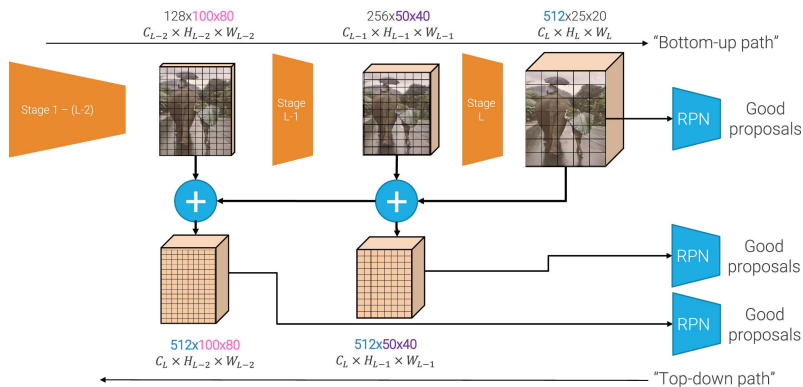 128x100x80
256x50x40
512x25x20
C_{L-2} × H_{L-2} × W_{L-2}
C_{L-1} × H_{L-1} × W_{L-1}
C_L × H_L × W_L
"Bottom-up path"
Stage 1 – (L-2)
Stage
L-1
Stage
L
RPN
Good
proposals
+
+
RPN
Good
proposals
RPN
Good
proposals
512x100x80
512x50x40
C_L × H_{L-2} × W_{L-2}
C_L × H_{L-1} × W_{L-1}
"Top-down path"